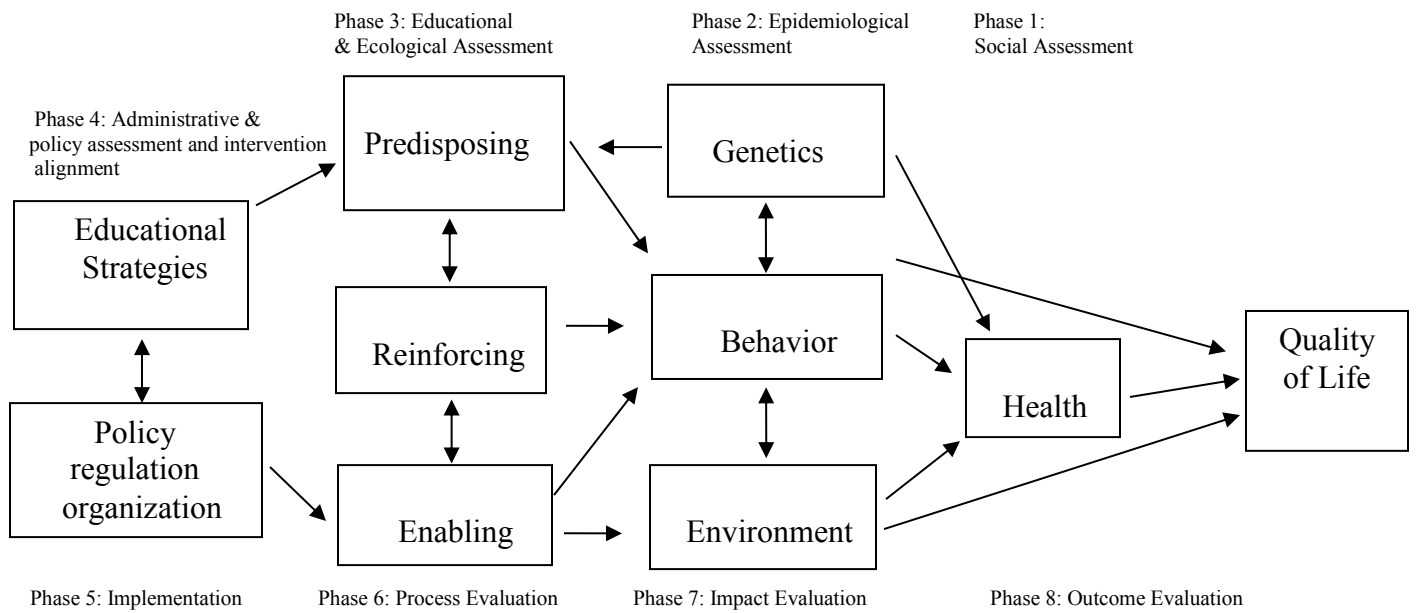 Phase 3: Educational
& Ecological Assessment
Phase 2: Epidemiological
Assessment
Phase 1:
Social Assessment
Phase 4: Administrative &
policy assessment and intervention
alignment
Predisposing
Genetics
Educational
Strategies
Reinforcing
Behavior
Quality
of Life
Health
Policy
regulation
organization
Enabling
Environment
Phase 5: Implementation
Phase 6: Process Evaluation
Phase 7: Impact Evaluation
Phase 8: Outcome Evaluation